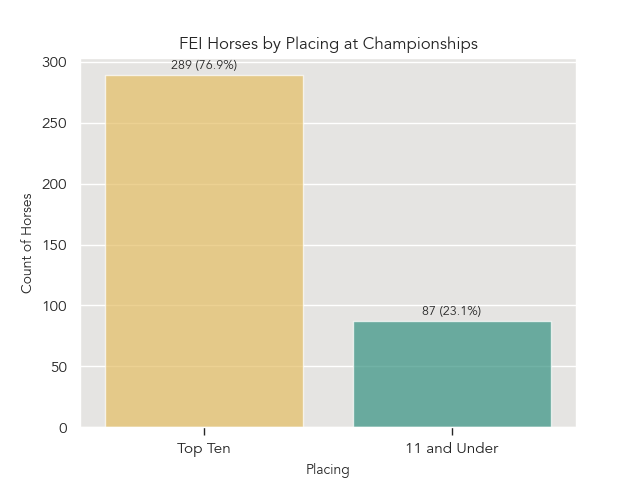 FEI Horses by Placing at Championships
300
250
200
150
100
50
0
Count of Horses
289 (76.9%)
87 (23.1%)
Top Ten
11 and Under
Placing